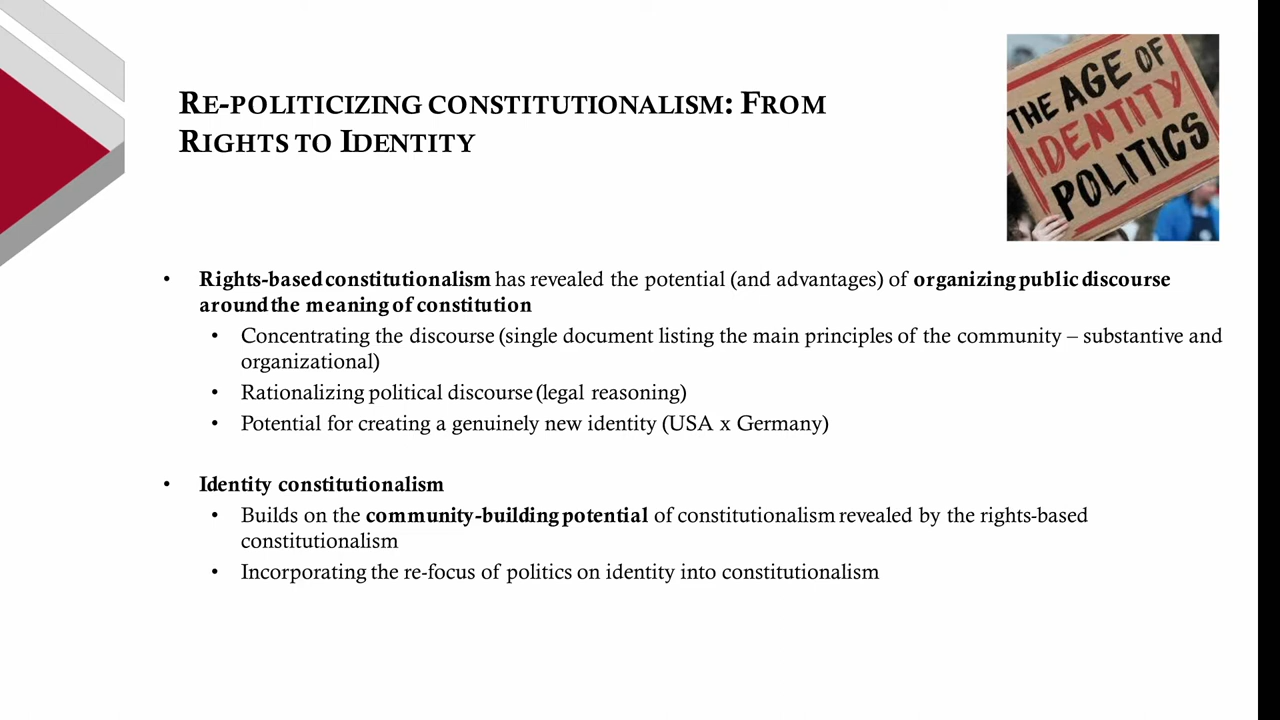 RE-POLITICIZING CONSTITUTIONALISM: FROM
RIGHTS TO IDENTITY
THE AGE OF
IDENTITY
POLITICS
• Rights-based constitutionalism has revealed the potential (and advantages) of organizing public discourse
around the meaning of constitution
• Concentrating the discourse (single document listing the main principles of the community – substantive and
organizational)
• Rationalizing political discourse (legal reasoning)
• Potential for creating a genuinely new identity (USA x Germany)
• Identity constitutionalism
• Builds on the community-building potential of constitutionalism revealed by the rights-based
constitutionalism
• Incorporating the re-focus of politics on identity into constitutionalism